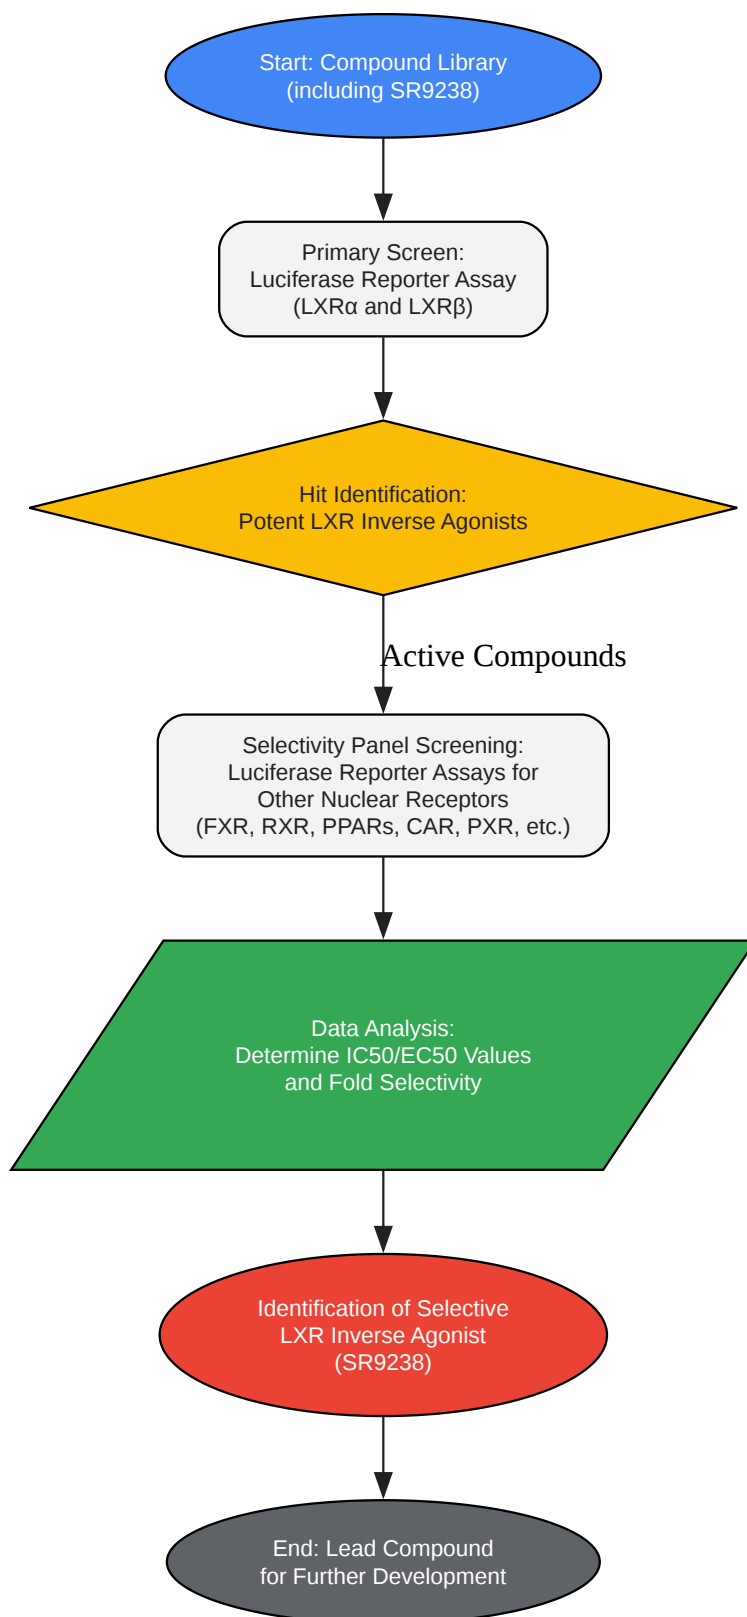 Start: Compound Library
(including SR9238)
Primary Screen:
Luciferase Reporter Assay
(LXRα and LXRβ)
Hit Identification:
Potent LXR Inverse Agonists
Active Compounds
Selectivity Panel Screening:
Luciferase Reporter Assays for
Other Nuclear Receptors
(FXR, RXR, PPARs, CAR, PXR, etc.)
Data Analysis:
Determine IC50/EC50 Values
and Fold Selectivity
Identification of Selective
LXR Inverse Agonist
(SR9238)
End: Lead Compound
for Further Development